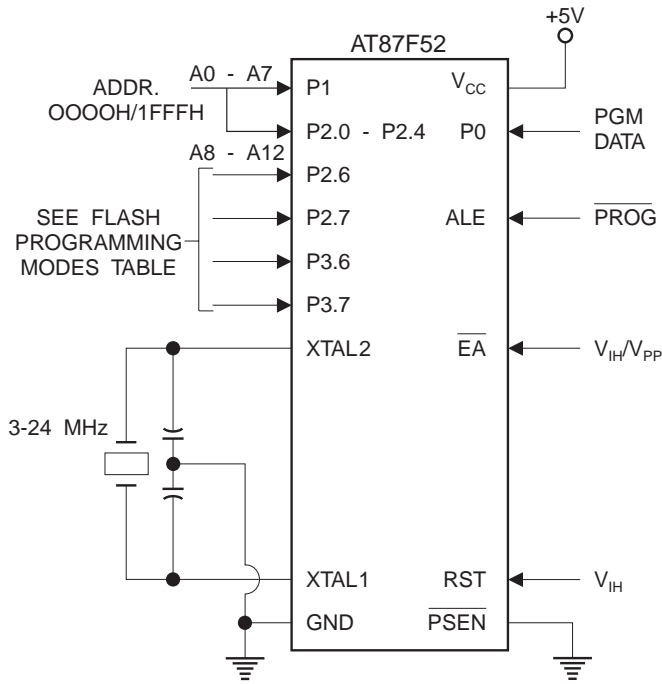 +5V
AT87F52
A0 - A7
ADDR.
OOOOH/1FFFH
P1
VCC
PGM
DATA
P2.0 - P2.4
P0
A8 - A12
P2.6
SEE FLASH
PROGRAMMING
MODES TABLE
P2.7
ALE
PROG
P3.6
P3.7
XTAL2
EA
VIH/VPP
3-24 MHz
XTAL1
RST
VIH
GND
PSEN